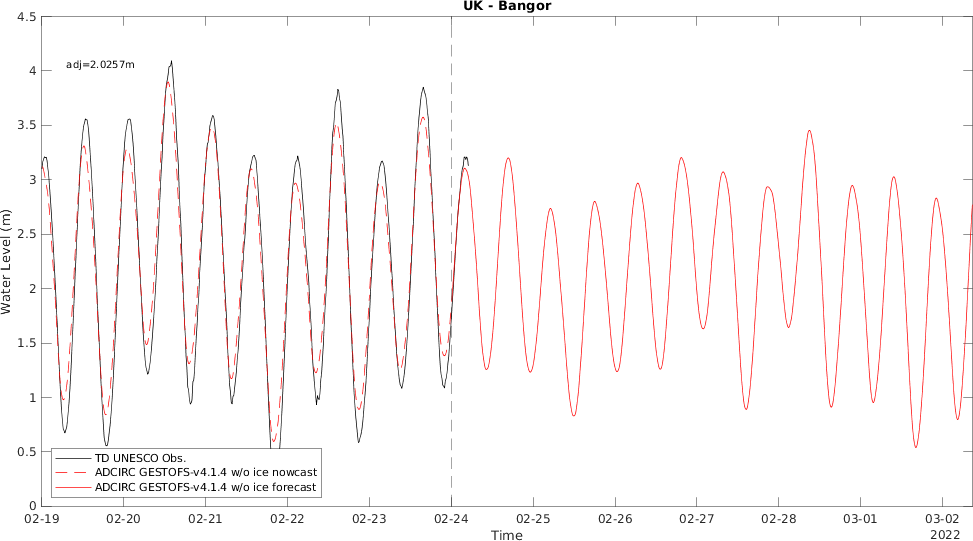 UK - Bangor
adj=2.0257m
4.5
4
3.5
3
2.5
2
1.5
1
0.5
0
Water Level (m)
TD UNESCO Obs.
ADCIRC GESTOFS-v4.1.4 w/o ice nowcast
ADCIRC GESTOFS-v4.1.4 w/o ice forecast
02-19 02-20 02-21 02-22 02-23 02-24 02-25 02-26 02-27 02-28 03-01 03-02
Time
2022